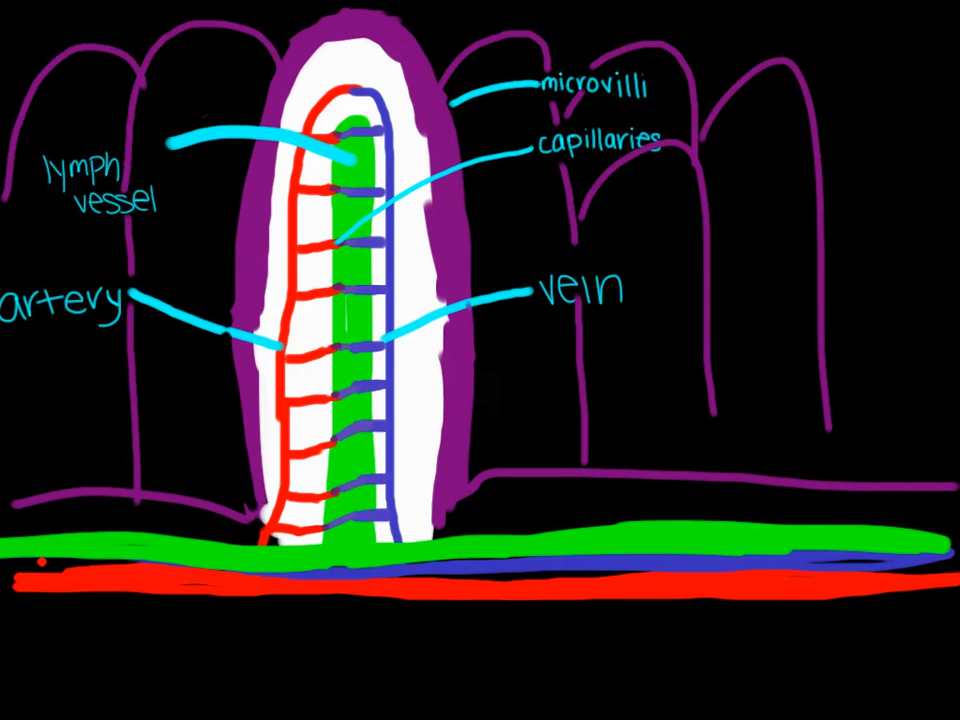 microvilli
capillaries
lymph
vessel
artery
vein